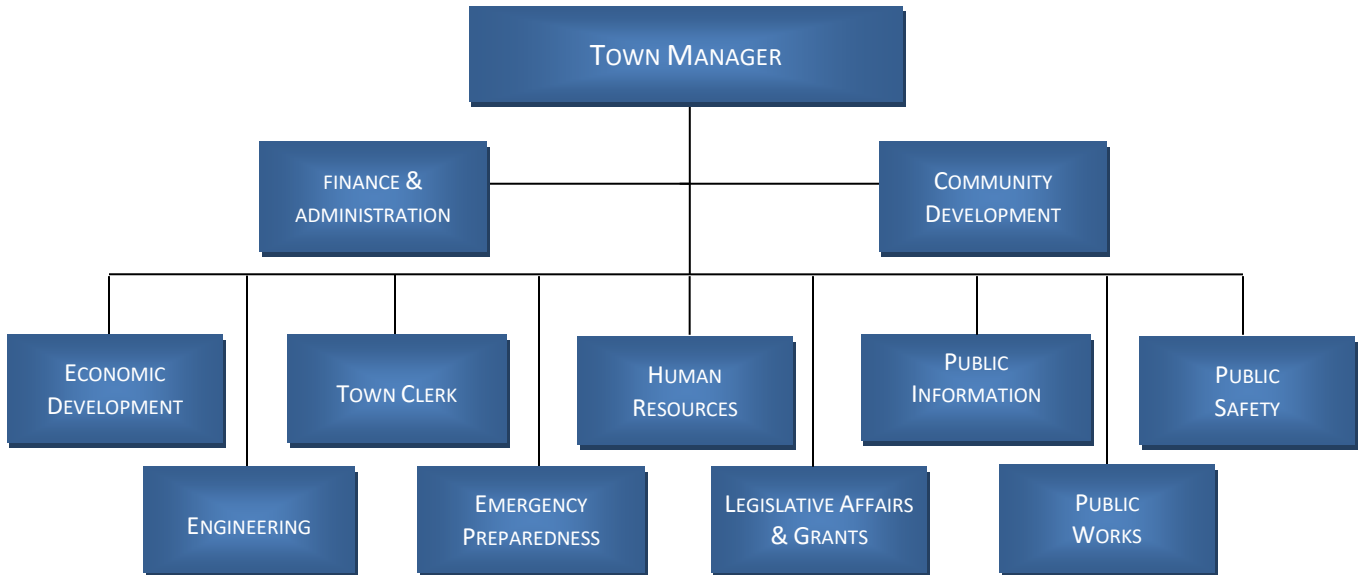 TOWN MANAGER
FINANCE &
ADMINISTRATION
COMMUNITY
DEVELOPMENT
ECONOMIC
DEVELOPMENT
TOWN CLERK
HUMAN
RESOURCES
PUBLIC
INFORMATION
PUBLIC
SAFETY
ENGINEERING
EMERGENCY
PREPAREDNESS
LEGISLATIVE AFFAIRS
& GRANTS
PUBLIC
WORKS